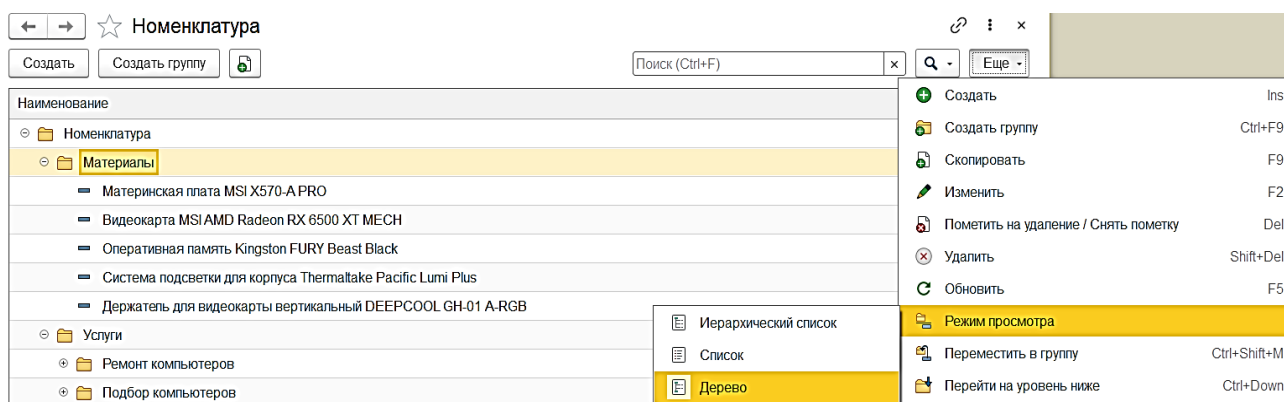 Номенклатура
Создать Создать группу Поиск (Ctrl+F) Еще
Наименование
Номенклатура
Материалы
Материнская плата MSI X570-A PRO
Видеокарта MSI AMD Radeon RX 6500 XT MECH
Оперативная память Kingston FURY Beast Black
Система подсветки для корпуса Thermaltake Pacific Lumi Plus
Держатель для видеокарты вертикальный DEEPCOOL GH-01 A-RGB
Услуги
Ремонт компьютеров
Подбор компьютеров
Иерархический список
Список
Дерево
Создать Ins
Создать группу Ctrl+F9
Скопировать F9
Изменить F2
Пометить на удаление / Снять пометку Del
Удалить Shift+Del
Обновить F5
Режим просмотра
Переместить в группу Ctrl+Shift+M
Перейти на уровень ниже Ctrl+Down